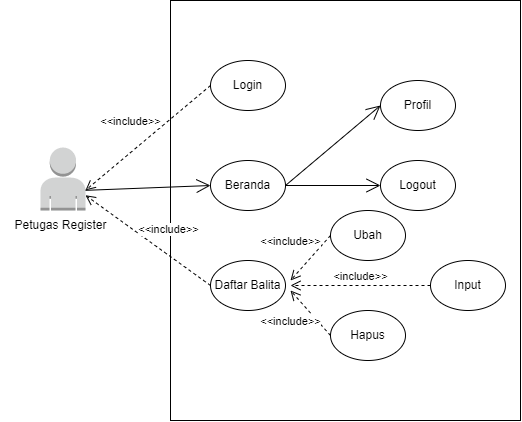 Login
Profil
<<include>>
Beranda
Logout
Petugas Register
<<include>>
Ubah
<<include>>
Daftar Balita
<include>>
Input
<<include>>
Hapus